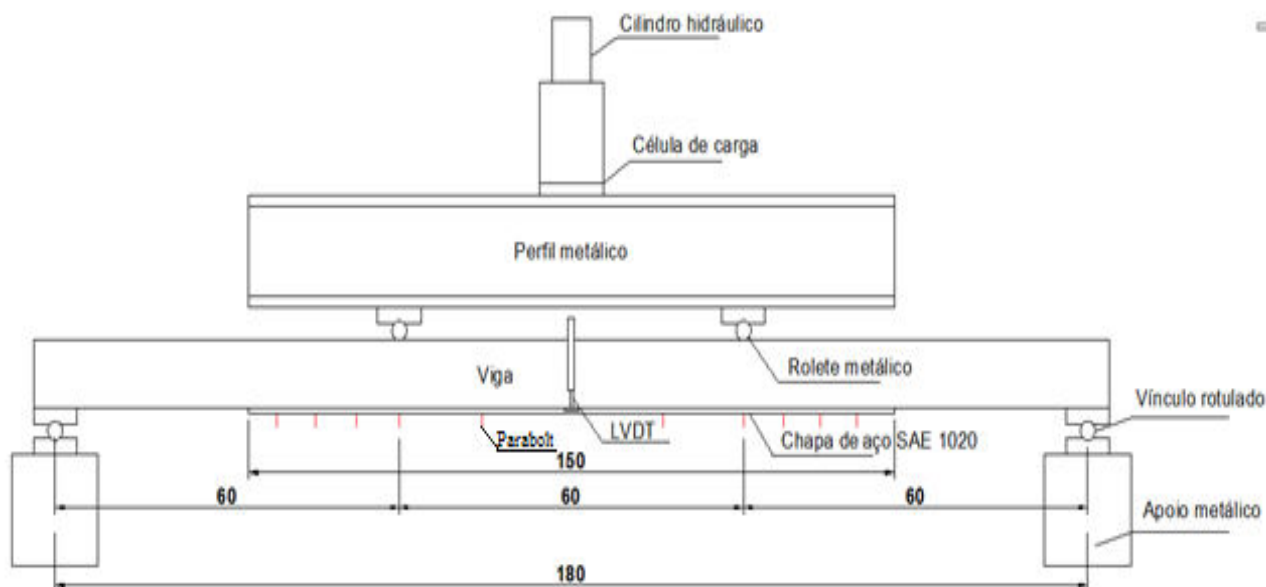 Cilindro hidráulico
Célula de carga
Perfil metálico
Rolete metálico
Viga
Vínculo rotulado
LVDT
Parabolt
Chapa de aço SAE 1020
150
60
60
60
Apoio metálico
180